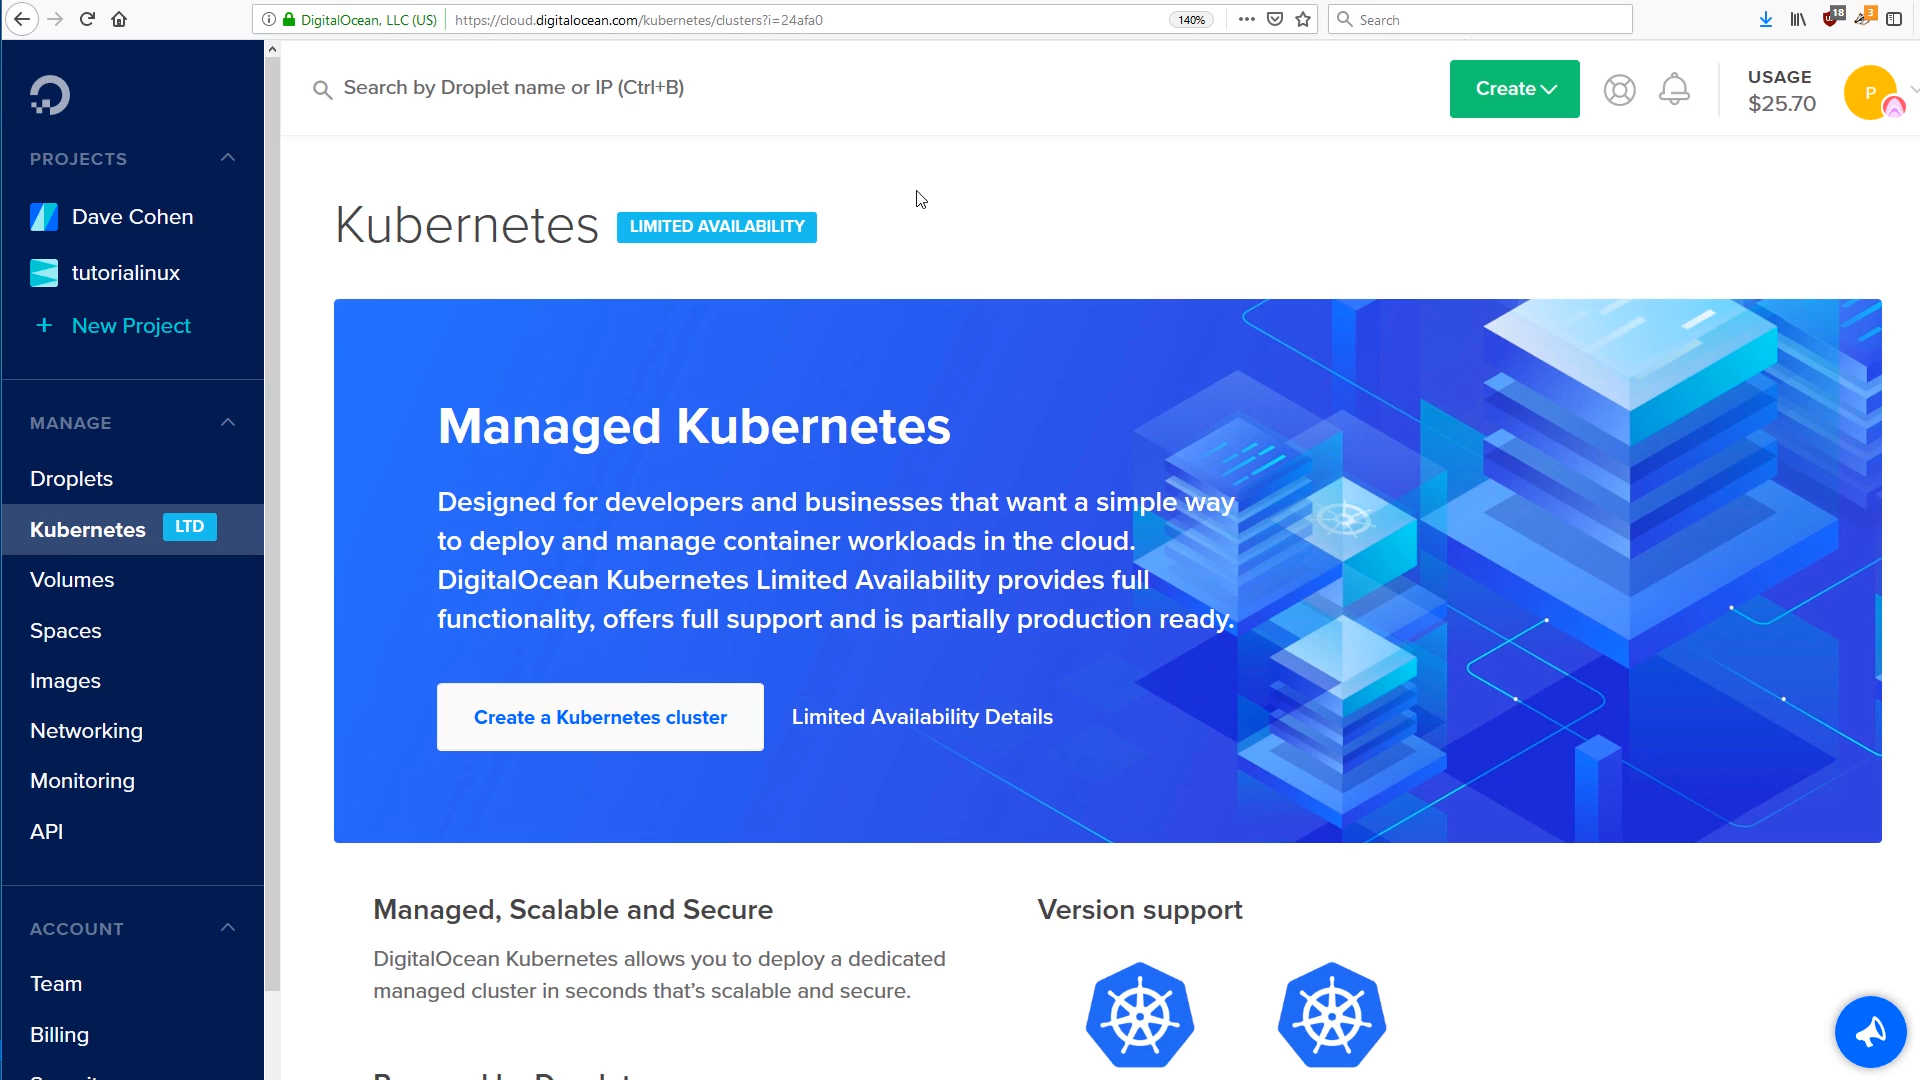 DigitalOcean, LLC (US)
https://cloud.digitalocean.com/kubernetes/clusters?i=24afa0
140%
Search
18
3
Search by Droplet name or IP (Ctrl+B)
Create
USAGE
$25.70
P
PROJECTS
Dave Cohen
tutorialinux
+ New Project
MANAGE
Droplets
Kubernetes LTD
Volumes
Spaces
Images
Networking
Monitoring
API
ACCOUNT
Team
Billing
Kubernetes LIMITED AVAILABILITY
Managed Kubernetes
Designed for developers and businesses that want a simple way
to deploy and manage container workloads in the cloud.
DigitalOcean Kubernetes Limited Availability provides full
functionality, offers full support and is partially production ready.
Create a Kubernetes cluster
Limited Availability Details
Managed, Scalable and Secure
DigitalOcean Kubernetes allows you to deploy a dedicated
managed cluster in seconds that’s scalable and secure.
Version support